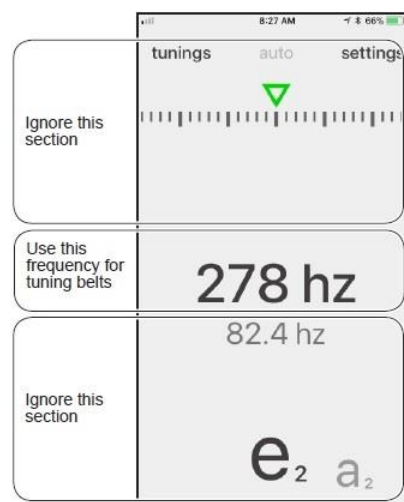 8:27 AM 66%
tunings auto settings
Ignore this
section
Use this
frequency for
tuning belts
278 hz
82.4 hz
Ignore this
section
e2 a2